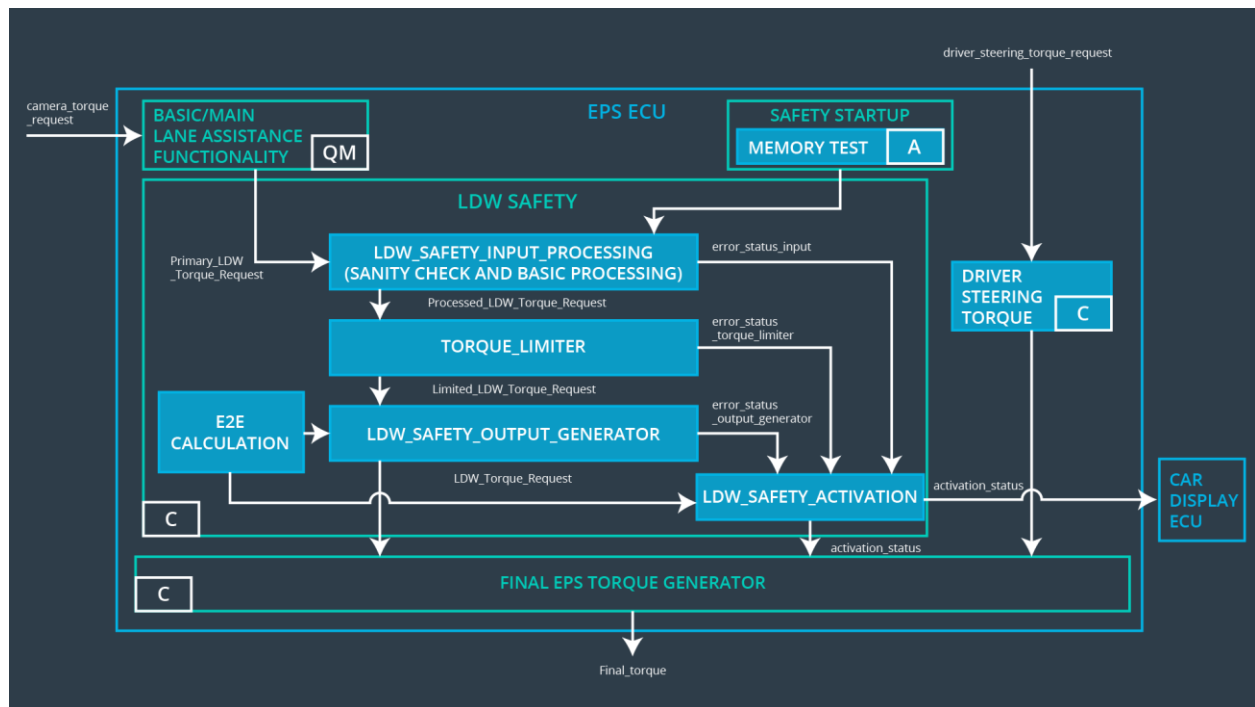 driver_steering_torque_request
camera_torque
_request
BASIC/MAIN
LANE ASSISTANCE
FUNCTIONALITY
QM
EPS ECU
SAFETY STARTUP
MEMORY TEST
A
LDW SAFETY
Primary_LDW
_Torque_Request
LDW_SAFETY_INPUT_PROCESSING
(SANITY CHECK AND BASIC PROCESSING)
error_status_input
DRIVER
STEERING
TORQUE
C
Processed_LDW_Torque_Request
TORQUE_LIMITER
error_status
_torque_limiter
Limited_LDW_Torque_Request
E2E
CALCULATION
LDW_SAFETY_OUTPUT_GENERATOR
error_status
_output_generator
LDW_Torque_Request
LDW_SAFETY_ACTIVATION
activation_status
CAR
DISPLAY
ECU
C
activation_status
FINAL EPS TORQUE GENERATOR
C
Final_torque